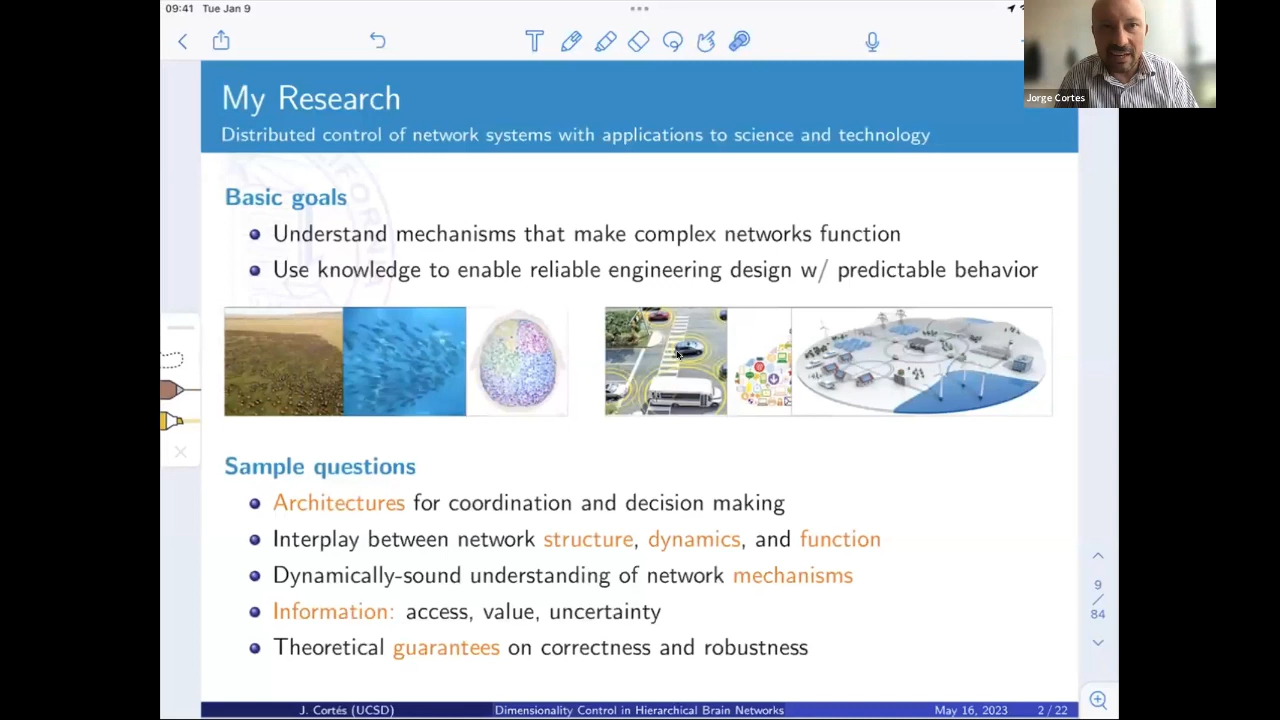 09:41 Tue Jan 9
Jorge Cortes
My Research
Distributed control of network systems with applications to science and technology
Basic goals
Understand mechanisms that make complex networks function
Use knowledge to enable reliable engineering design w/ predictable behavior
Sample questions
Architectures for coordination and decision making
Interplay between network structure, dynamics, and function
Dynamically-sound understanding of network mechanisms
Information: access, value, uncertainty
Theoretical guarantees on correctness and robustness
9
/
84
J. Cortés (UCSD) Dimensionality Control in Hierarchical Brain Networks May 16, 2023 2 / 22